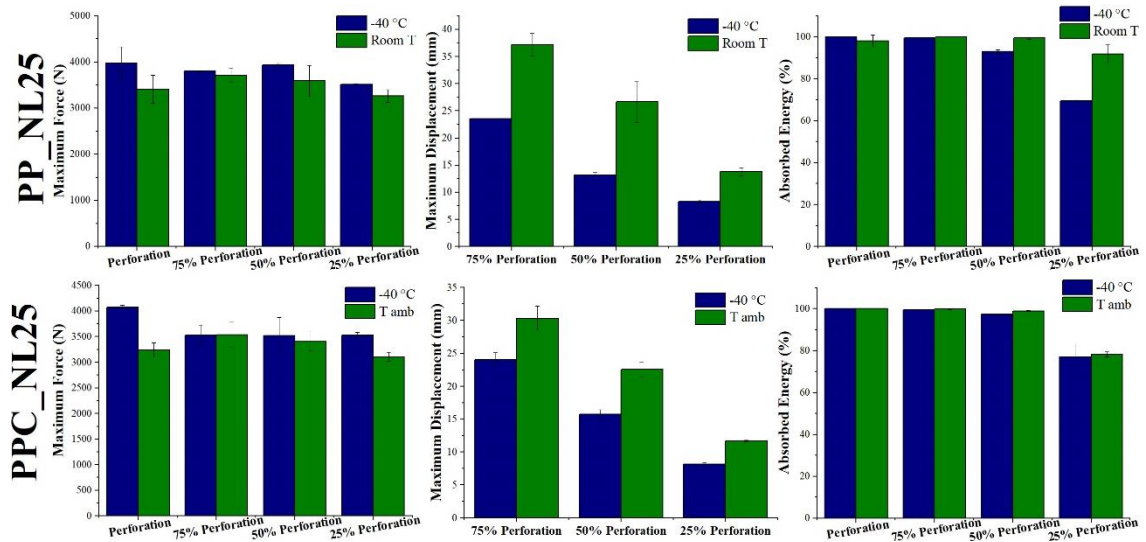 PP_NL25
Maximum Force (N)
5000
4000
3000
2000
1000
0
Perforation
75% Perforation
50% Perforation
25% Perforation
-40 °C
Room T
Maximum Displacement (mm)
40
35
30
25
20
15
10
5
0
75% Perforation
50% Perforation
25% Perforation
-40 °C
Room T
Absorbed Energy (%)
100
80
60
40
20
0
Perforation
75% Perforation
50% Perforation
25% Perforation
-40 °C
Room T
PPC_NL25
Maximum Force (N)
4500
4000
3500
3000
2500
2000
1500
1000
500
0
Perforation
75% Perforation
50% Perforation
25% Perforation
-40 °C
T amb
Maximum Displacement (mm)
35
30
25
20
15
10
5
0
75% Perforation
50% Perforation
25% Perforation
-40 °C
T amb
Absorbed Energy (%)
100
80
60
40
20
0
Perforation
75% Perforation
50% Perforation
25% Perforation
-40 °C
T amb